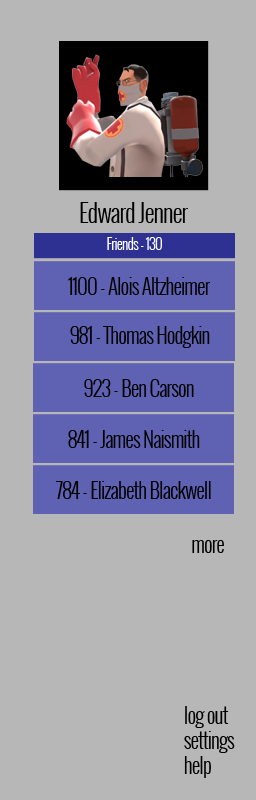 Edward Jenner
Friends - 130
1100 - Alois Altzheimer
981 - Thomas Hodgkin
923 - Ben Carson
841 - James Naismith
784 - Elizabeth Blackwell
more
log out
settings
help